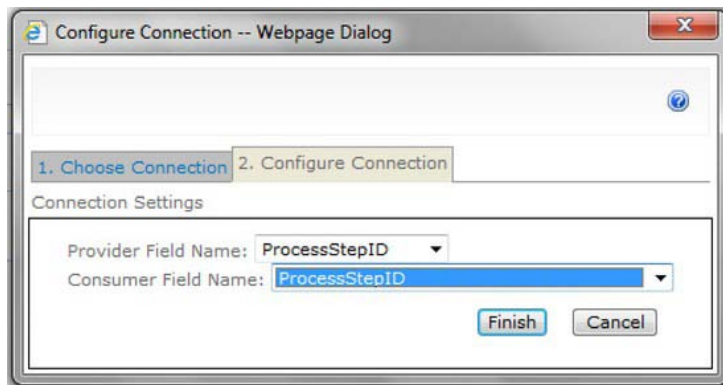 Configure Connection -- Webpage Dialog
1. Choose Connection 2. Configure Connection
Connection Settings
Provider Field Name: ProcessStepID
Consumer Field Name: ProcessStepID
Finish Cancel